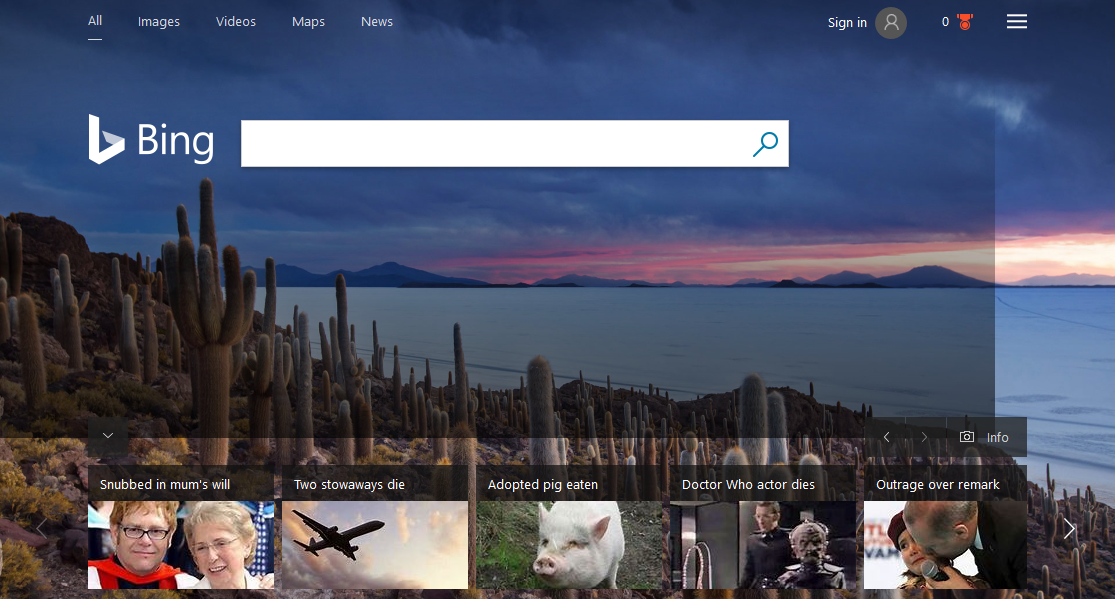 All Images Videos Maps News Sign in 0
Bing
Info
Snubbed in mum's will Two stowaways die Adopted pig eaten Doctor Who actor dies Outrage over remark